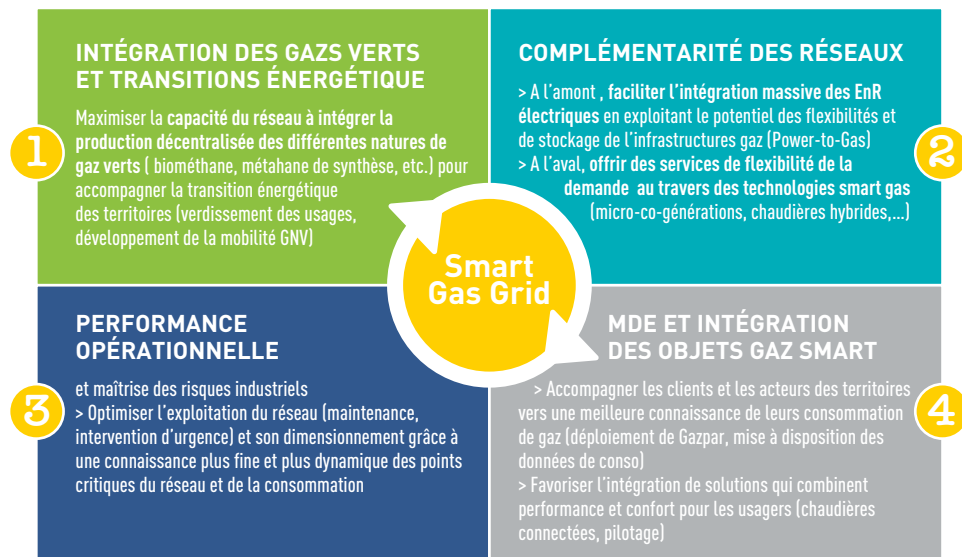 INTÉGRATION DES GAZS VERTS
ET TRANSITIONS ÉNERGÉTIQUE
Maximiser la capacité du réseau à intégrer la
production décentralisée des différentes natures de
gaz verts ( biométhane, métahane de synthèse, etc.) pour
accompagner la transition énergétique
des territoires (verdissement des usages,
développement de la mobilité GNV)
1
COMPLÉMENTARITÉ DES RÉSEAUX
> A l'amont , faciliter l'intégration massive des EnR
électriques en exploitant le potentiel des flexibilités et
de stockage de l'infrastructures gaz (Power-to-Gas)
> A l'aval, offrir des services de flexibilité de la
demande au travers des technologies smart gas
(micro-co-générations, chaudières hybrides,...)
2
Smart
Gas Grid
PERFORMANCE
OPÉRATIONNELLE
et maîtrise des risques industriels
> Optimiser l'exploitation du réseau (maintenance,
intervention d'urgence) et son dimensionnement grâce à
une connaissance plus fine et plus dynamique des points
critiques du réseau et de la consommation
3
MDE ET INTÉGRATION
DES OBJETS GAZ SMART
> Accompagner les clients et les acteurs des territoires
vers une meilleure connaissance de leurs consommation
de gaz (déploiement de Gazpar, mise à disposition des
données de conso)
> Favoriser l'intégration de solutions qui combinent
performance et confort pour les usagers (chaudières
connectées, pilotage)
4